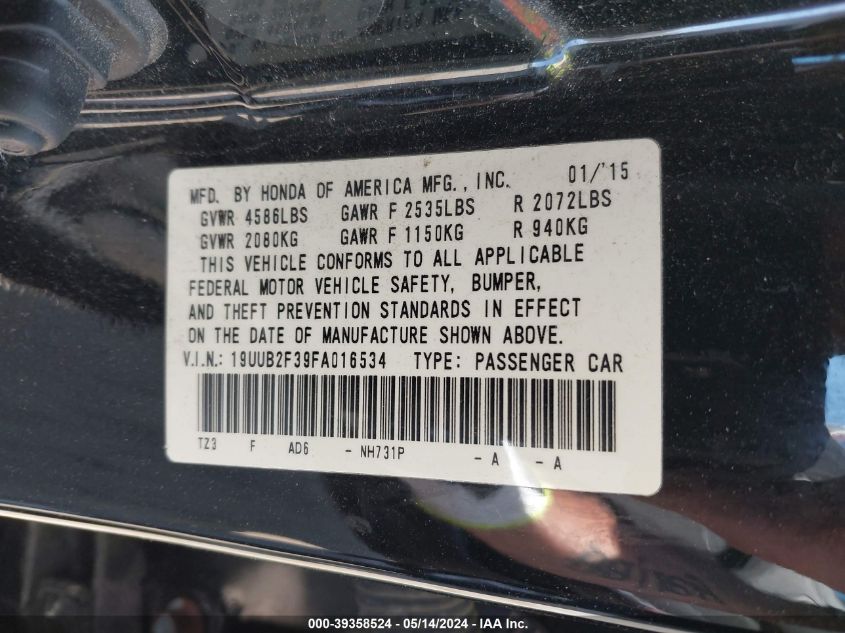 MFD. BY HONDA OF AMERICA MFG., INC. 01/'15
GVWR 4586LBS GAWR F 2535LBS R 2072LBS
GVWR 2080KG GAWR F 1150KG R 940KG
THIS VEHICLE CONFORMS TO ALL APPLICABLE
FEDERAL MOTOR VEHICLE SAFETY, BUMPER,
AND THEFT PREVENTION STANDARDS IN EFFECT
ON THE DATE OF MANUFACTURE SHOWN ABOVE.
V.I.N.: 19UUB2F39FA016534 TYPE: PASSENGER CAR
TZ3 F AD6 - NH731P - A - A
000-39358524 / 05/14/2024 - IAA Inc.